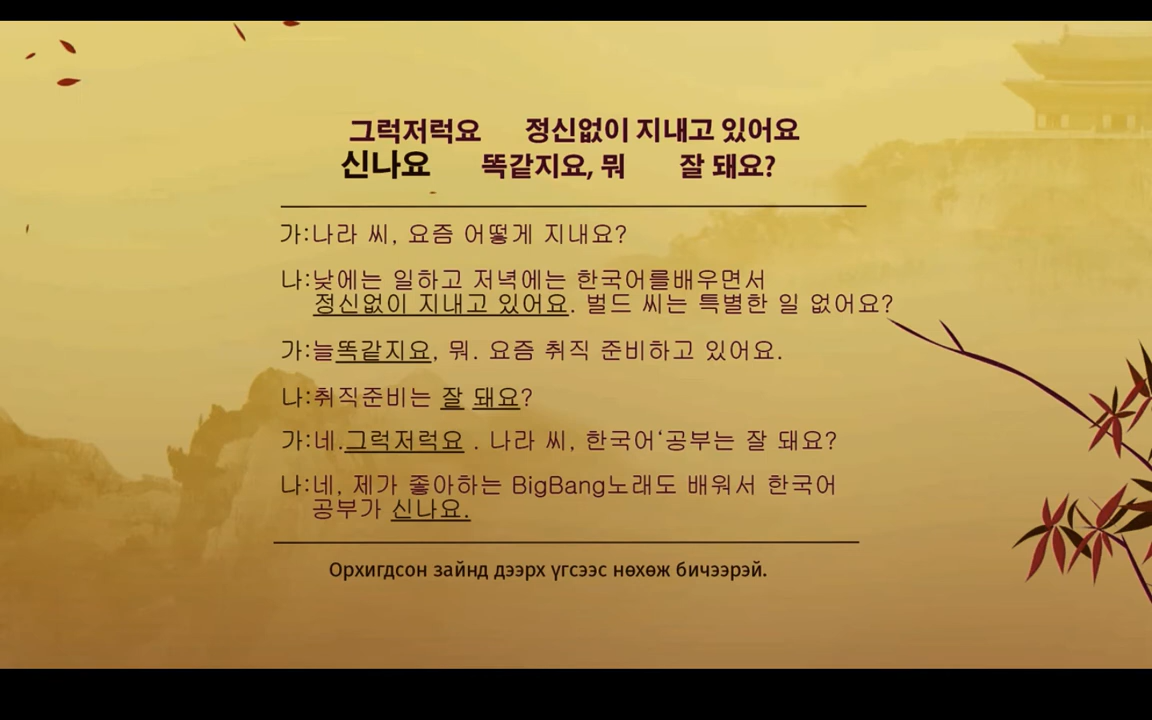 그럭저럭요 정신없이 지내고 있어요
신나요 똑같지요, 뭐 잘 돼요?
가:나라 씨, 요즘 어떻게 지내요?
나:낮에는 일하고 저녁에는 한국어를배우면서
정신없이 지내고 있어요. 벌드 씨는 특별한 일 없어요?
가:늘똑같지요, 뭐. 요즘 취직 준비하고 있어요.
나:취직준비는 잘 돼요?
가:네.그럭저럭요 . 나라 씨, 한국어‘공부는 잘 돼요?
나:네, 제가 좋아하는 BigBang노래도 배워서 한국어
공부가 신나요.
Орхигдсон зайнд дээрх үгсээс нөхөж бичээрэй.